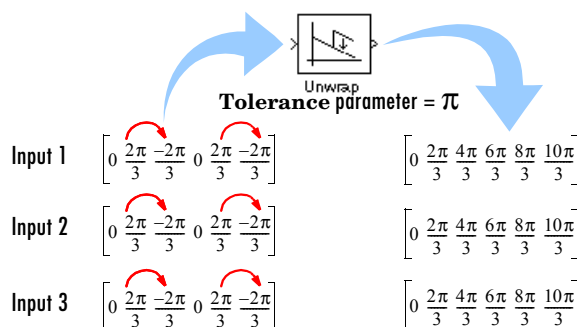 Unwrap
Tolerance parameter = π
Input 1 [0 2π/3 −2π/3 0 2π/3 −2π/3] [0 2π/3 4π/3 6π/3 8π/3 10π/3]
Input 2 [0 2π/3 −2π/3 0 2π/3 −2π/3] [0 2π/3 4π/3 6π/3 8π/3 10π/3]
Input 3 [0 2π/3 −2π/3 0 2π/3 −2π/3] [0 2π/3 4π/3 6π/3 8π/3 10π/3]